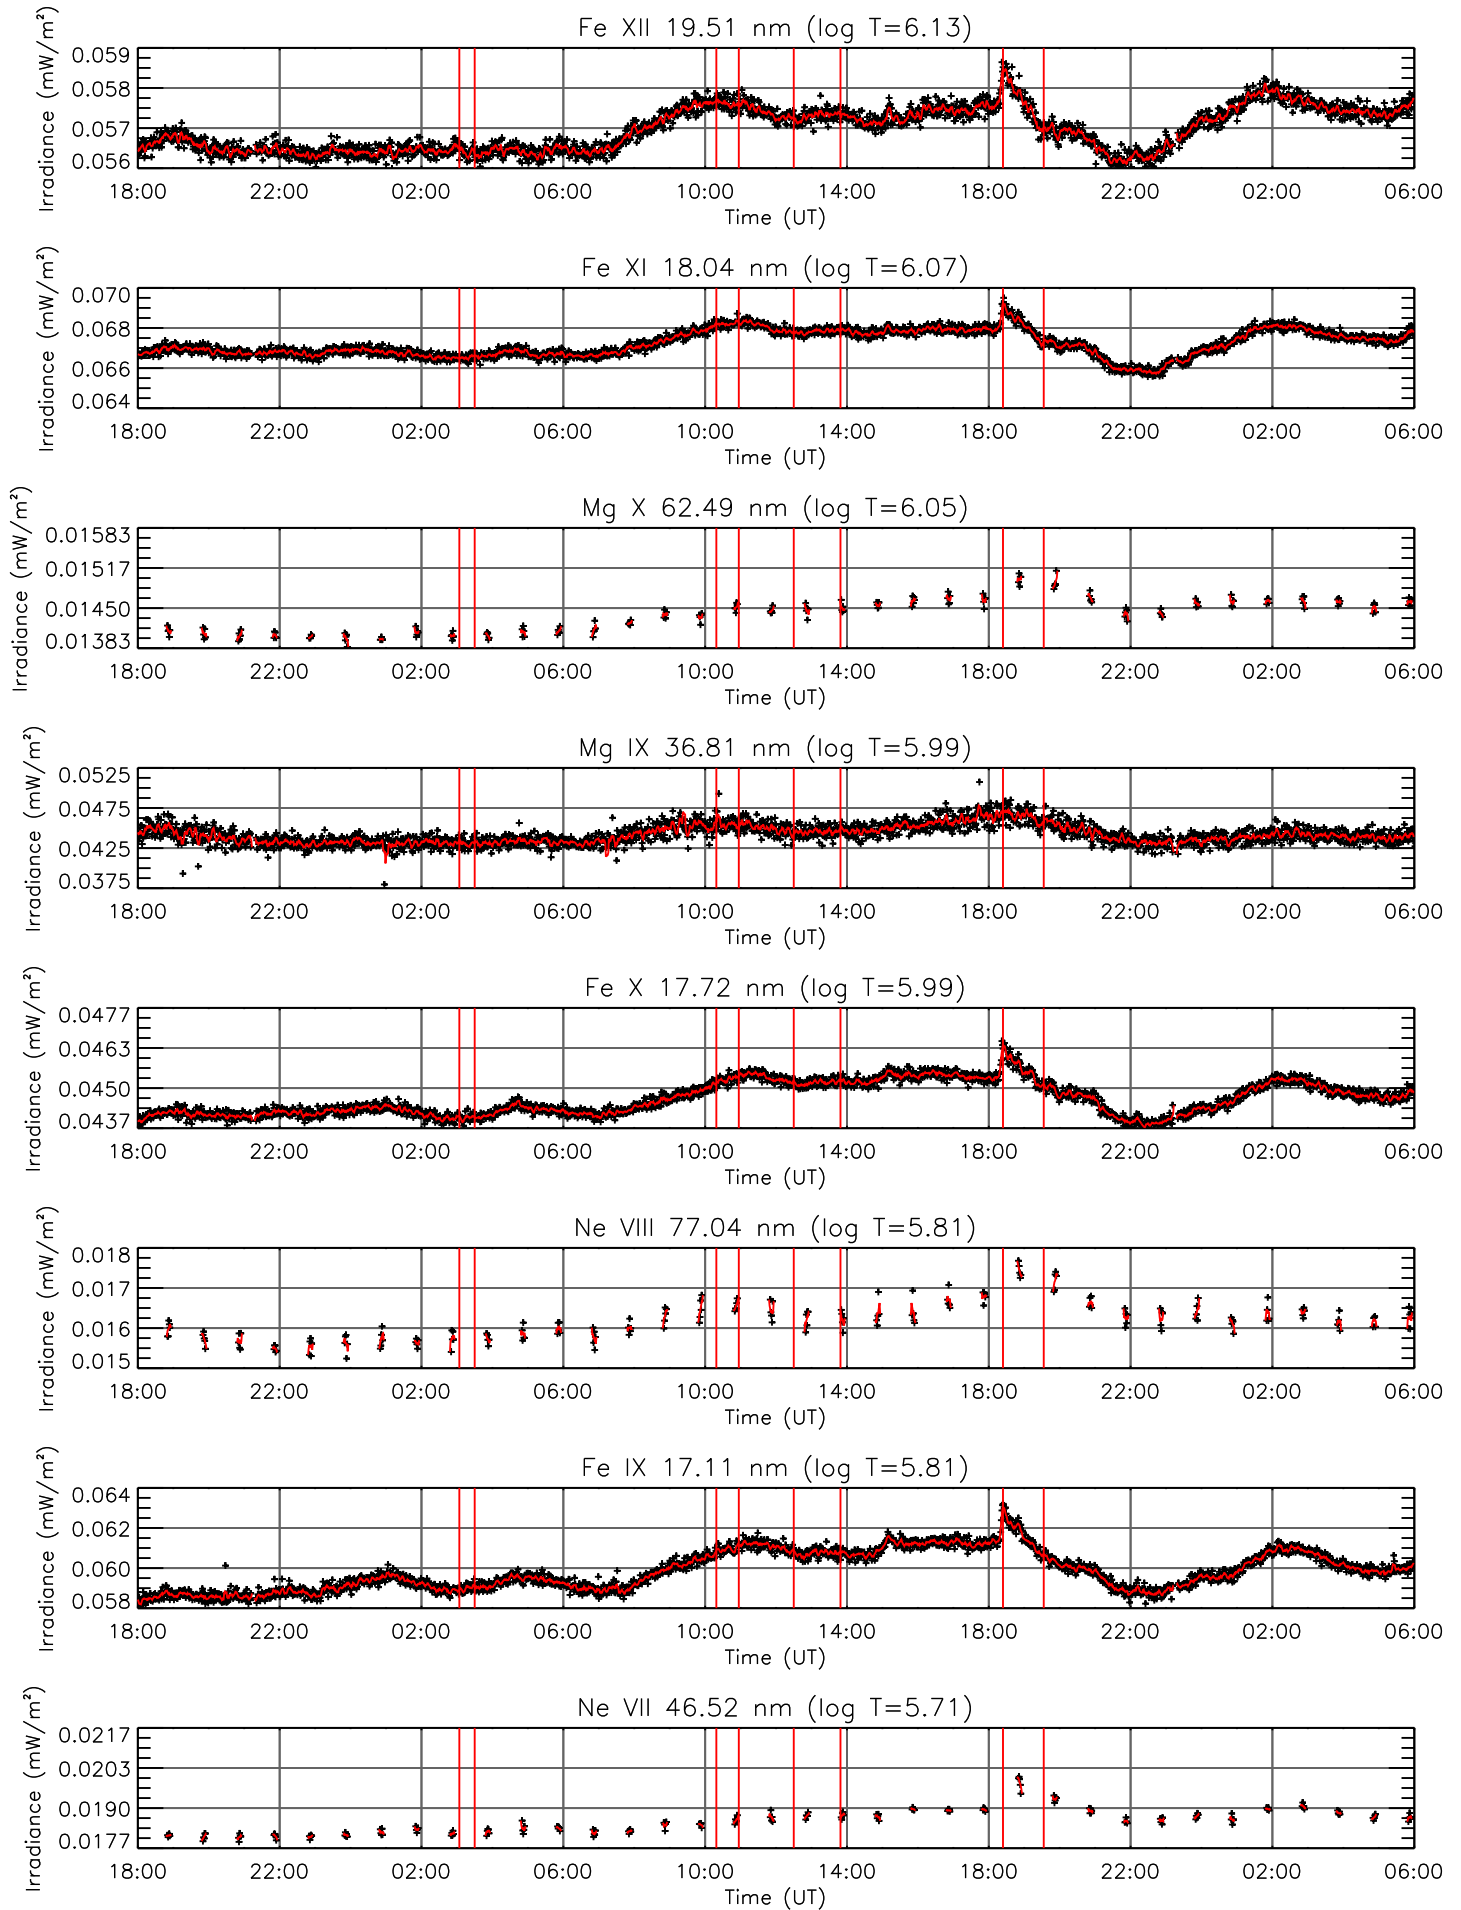 Fe XII 19.51 nm (log T=6.13)
Irradiance (mW/m²)
0.059
0.058
0.057
0.056
18:00 22:00 02:00 06:00 10:00 14:00 18:00 22:00 02:00 06:00
Time (UT)
Fe XI 18.04 nm (log T=6.07)
Irradiance (mW/m²)
0.070
0.068
0.066
0.064
18:00 22:00 02:00 06:00 10:00 14:00 18:00 22:00 02:00 06:00
Time (UT)
Mg X 62.49 nm (log T=6.05)
Irradiance (mW/m²)
0.01583
0.01517
0.01450
0.01383
18:00 22:00 02:00 06:00 10:00 14:00 18:00 22:00 02:00 06:00
Time (UT)
Mg IX 36.81 nm (log T=5.99)
Irradiance (mW/m²)
0.0525
0.0475
0.0425
0.0375
18:00 22:00 02:00 06:00 10:00 14:00 18:00 22:00 02:00 06:00
Time (UT)
Fe X 17.72 nm (log T=5.99)
Irradiance (mW/m²)
0.0477
0.0463
0.0450
0.0437
18:00 22:00 02:00 06:00 10:00 14:00 18:00 22:00 02:00 06:00
Time (UT)
Ne VIII 77.04 nm (log T=5.81)
Irradiance (mW/m²)
0.018
0.017
0.016
0.015
18:00 22:00 02:00 06:00 10:00 14:00 18:00 22:00 02:00 06:00
Time (UT)
Fe IX 17.11 nm (log T=5.81)
Irradiance (mW/m²)
0.064
0.062
0.060
0.058
18:00 22:00 02:00 06:00 10:00 14:00 18:00 22:00 02:00 06:00
Time (UT)
Ne VII 46.52 nm (log T=5.71)
Irradiance (mW/m²)
0.0217
0.0203
0.0190
0.0177
18:00 22:00 02:00 06:00 10:00 14:00 18:00 22:00 02:00 06:00
Time (UT)